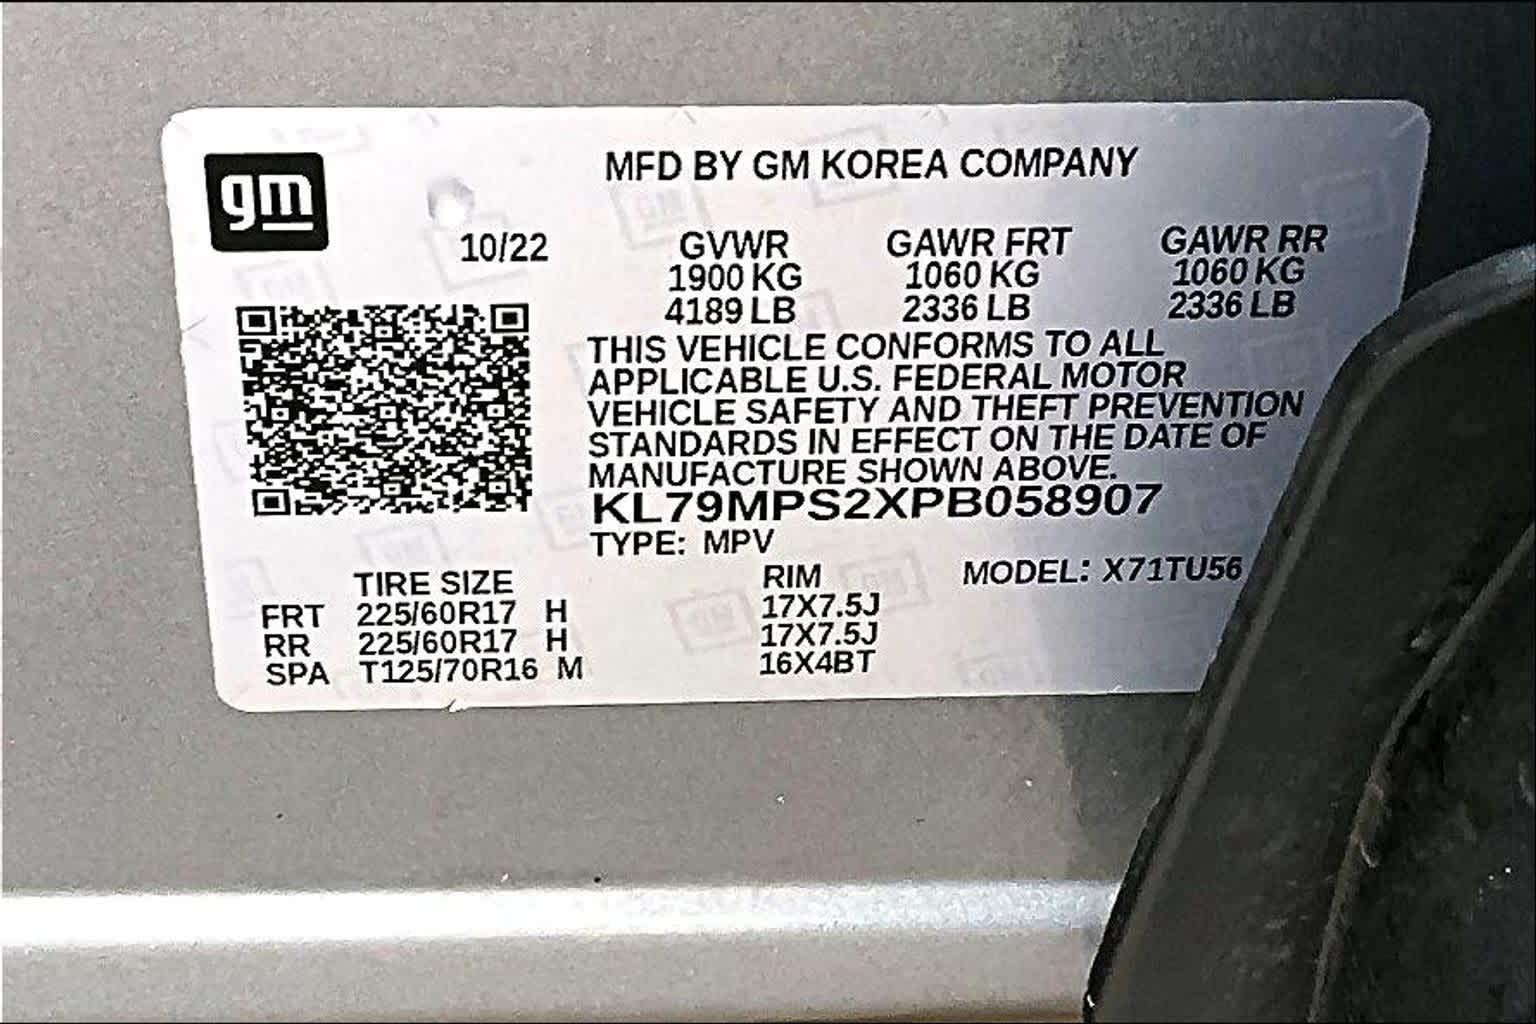 gm
MFD BY GM KOREA COMPANY
10/22
GVWR GAWR FRT GAWR RR
1900 KG 1060 KG 1060 KG
4189 LB 2336 LB 2336 LB
THIS VEHICLE CONFORMS TO ALL
APPLICABLE U.S. FEDERAL MOTOR
VEHICLE SAFETY AND THEFT PREVENTION
STANDARDS IN EFFECT ON THE DATE OF
MANUFACTURE SHOWN ABOVE.
KL79MPS2XPB058907
TYPE: MPV
MODEL: X71TU56
TIRE SIZE RIM
FRT 225/60R17 H 17X7.5J
RR 225/60R17 H 17X7.5J
SPA T125/70R16 M 16X4BT